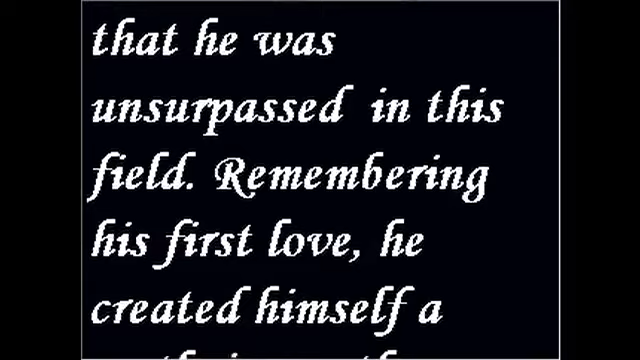 that he was
unsurpassed in this
field. Remembering
his first love, he
created himself a